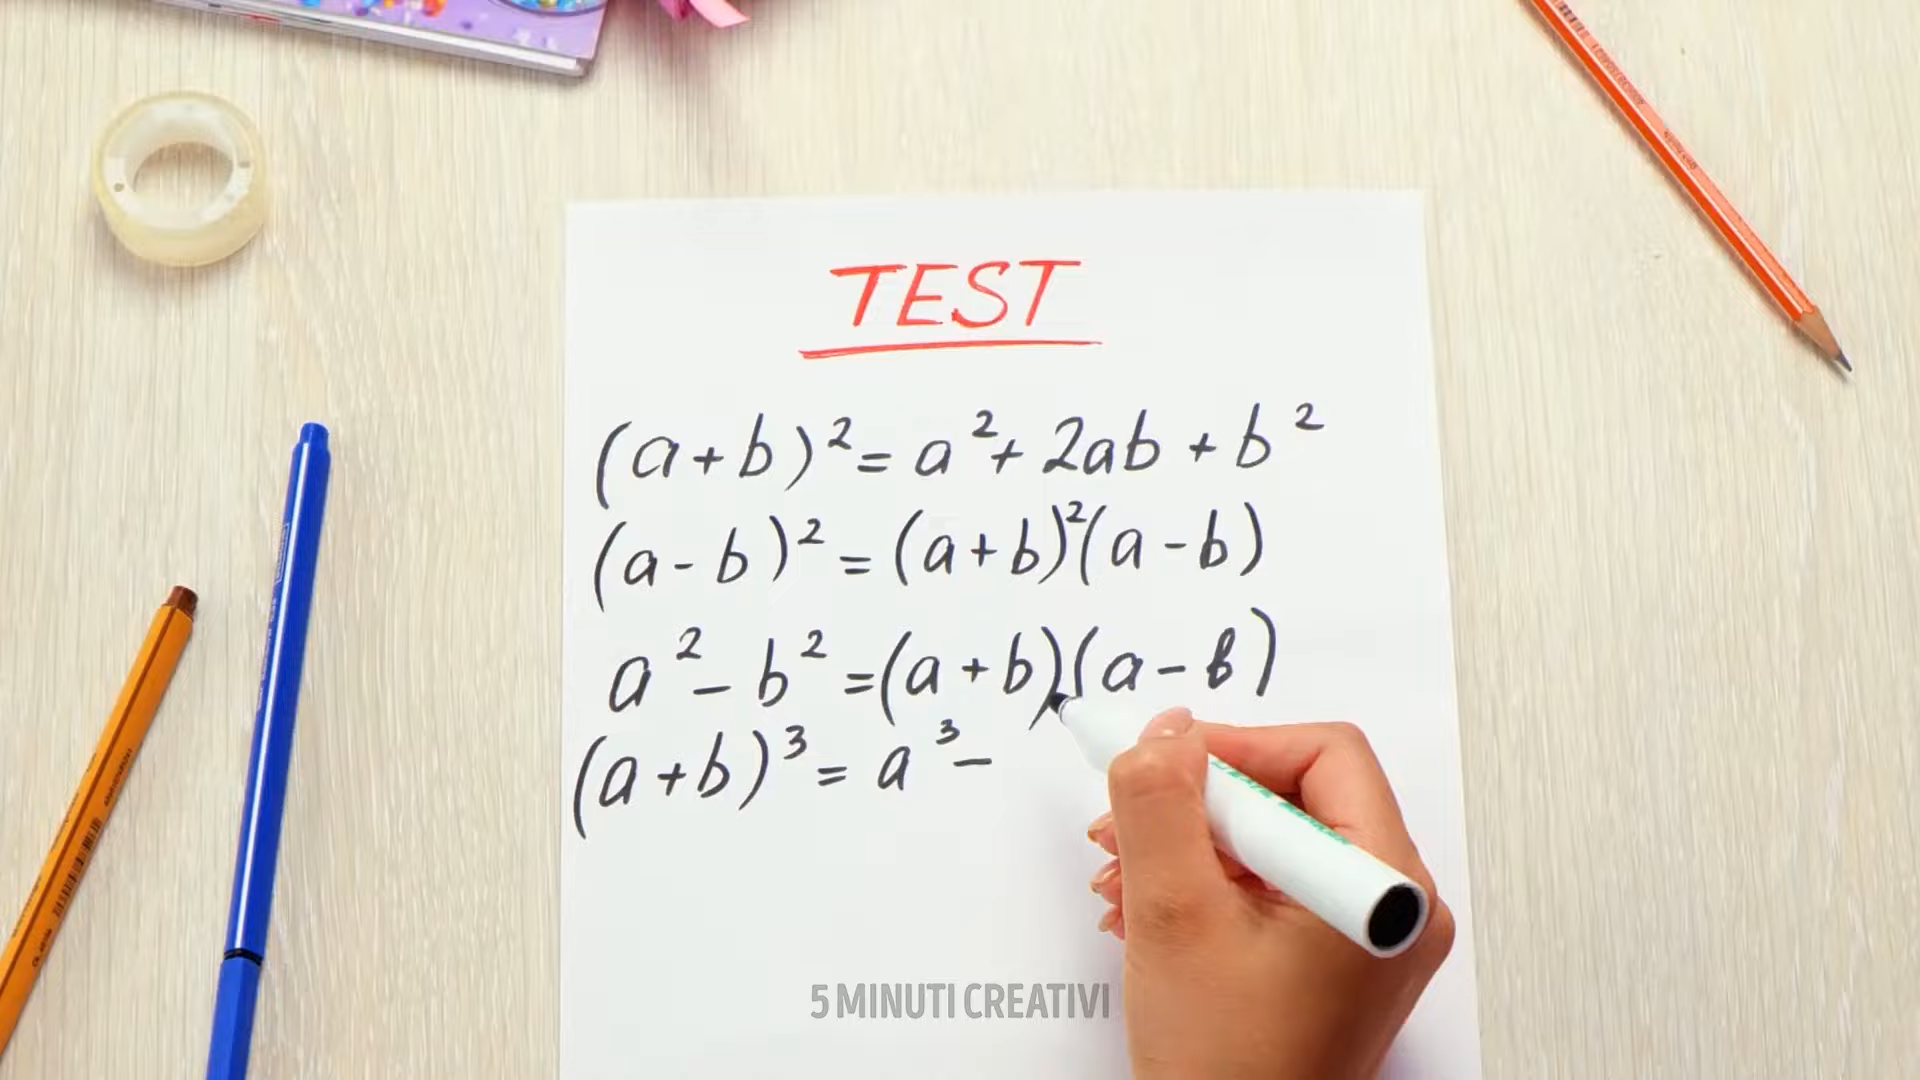 TEST
(a+b)²= a²+ 2ab + b²
(a-b)² = (a+b)²(a-b)
a²- b² =(a+b)(a-b)
(a+b)³= a³-
5 MINUTI CREATIVI